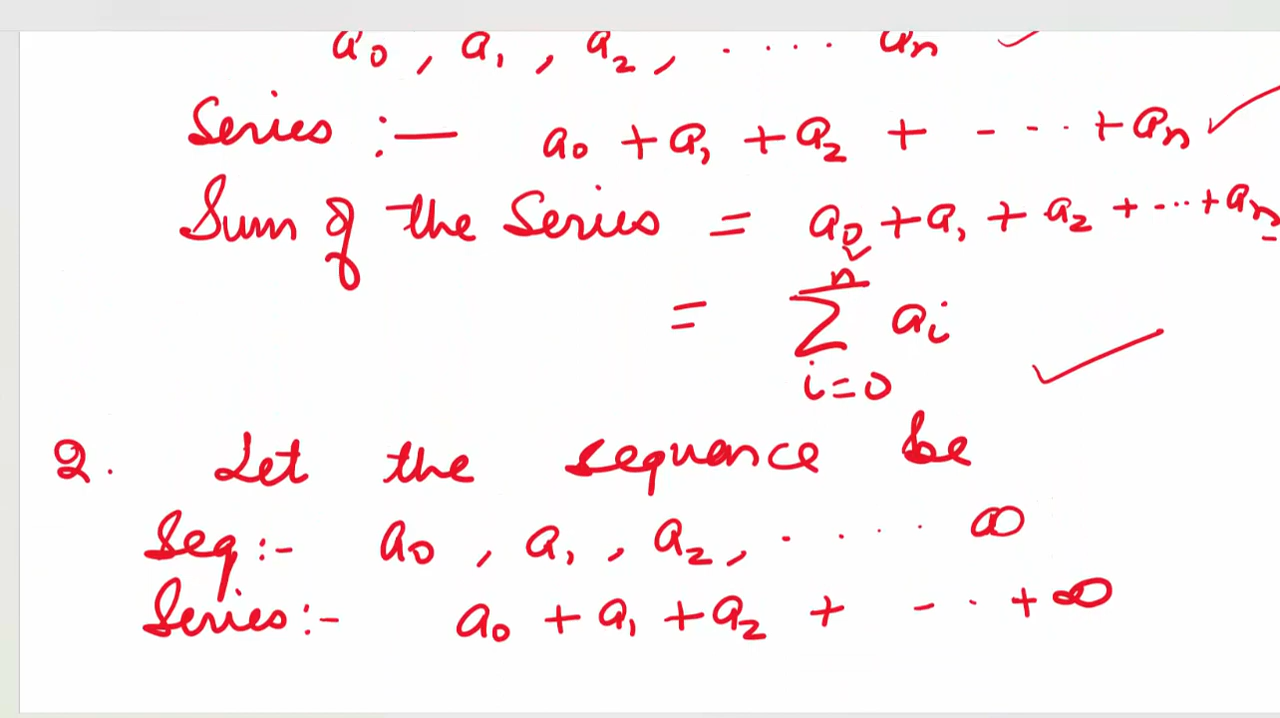 a₀ , a₁ , a₂ , ..... aₙ ✓
Series :— a₀ + a₁ + a₂ + - - .. + aₙ ✓
Sum of the Series = a₀ + a₁ + a₂ + -... + aₙ
= ∑ⁿᵢ₌₀ aᵢ ✓
2. Let the sequence be
Seq :- a₀ , a₁ , a₂ , ..... ∞
Series :- a₀ + a₁ + a₂ + - .. + ∞